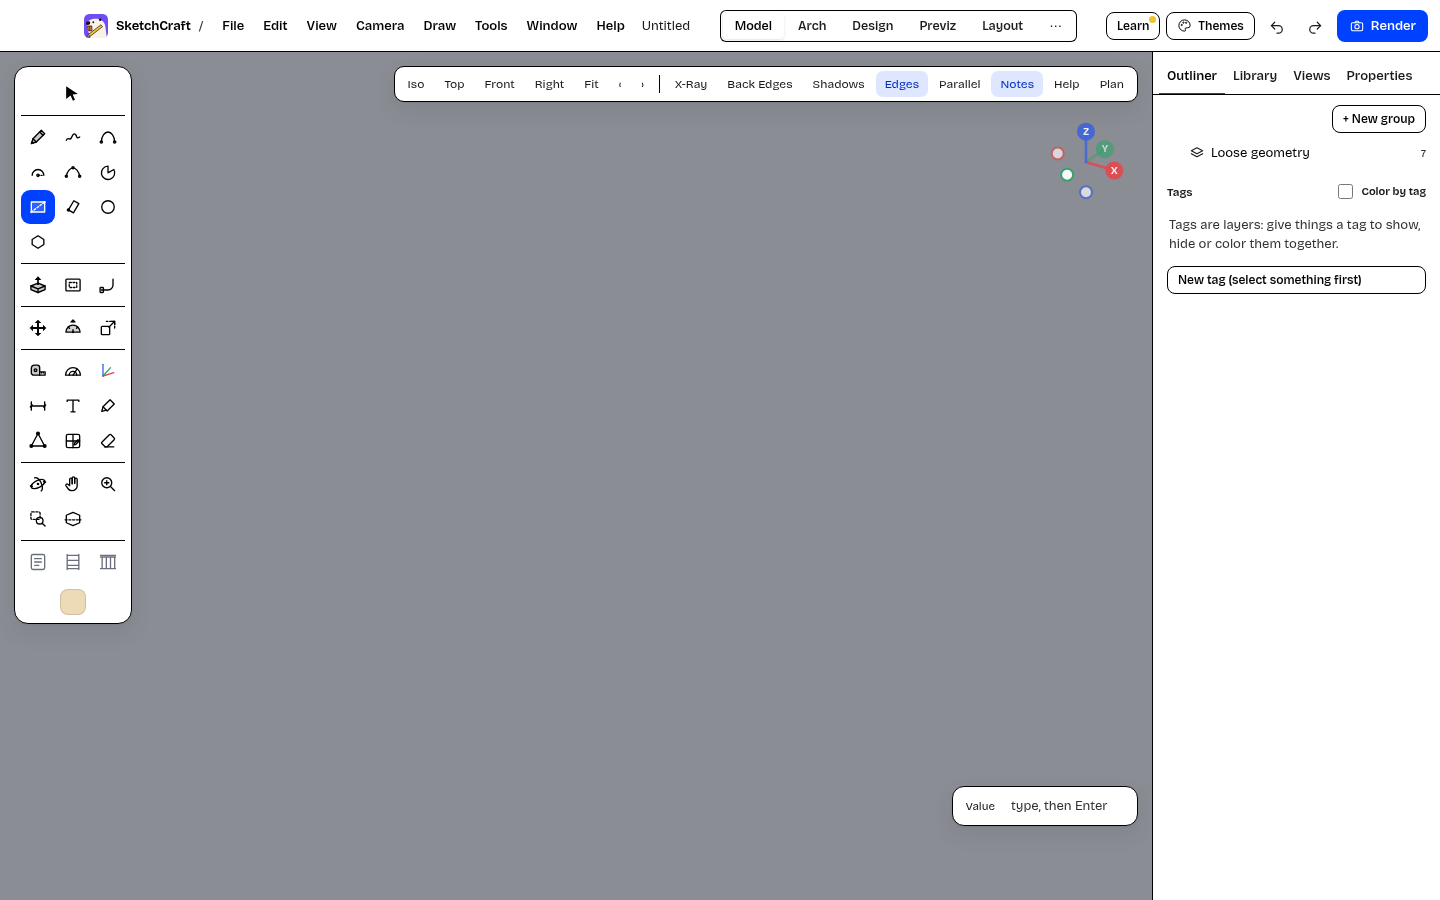 SketchCraft / File Edit View Camera Draw Tools Window Help Untitled Model Arch Design Previz Layout ··· Learn Themes Render
Iso Top Front Right Fit ‹ › X-Ray Back Edges Shadows Edges Parallel Notes Help Plan
Outliner Library Views Properties
+ New group
Loose geometry 7
Tags Color by tag
Tags are layers: give things a tag to show,
hide or color them together.
New tag (select something first)
Z
Y
X
Value type, then Enter